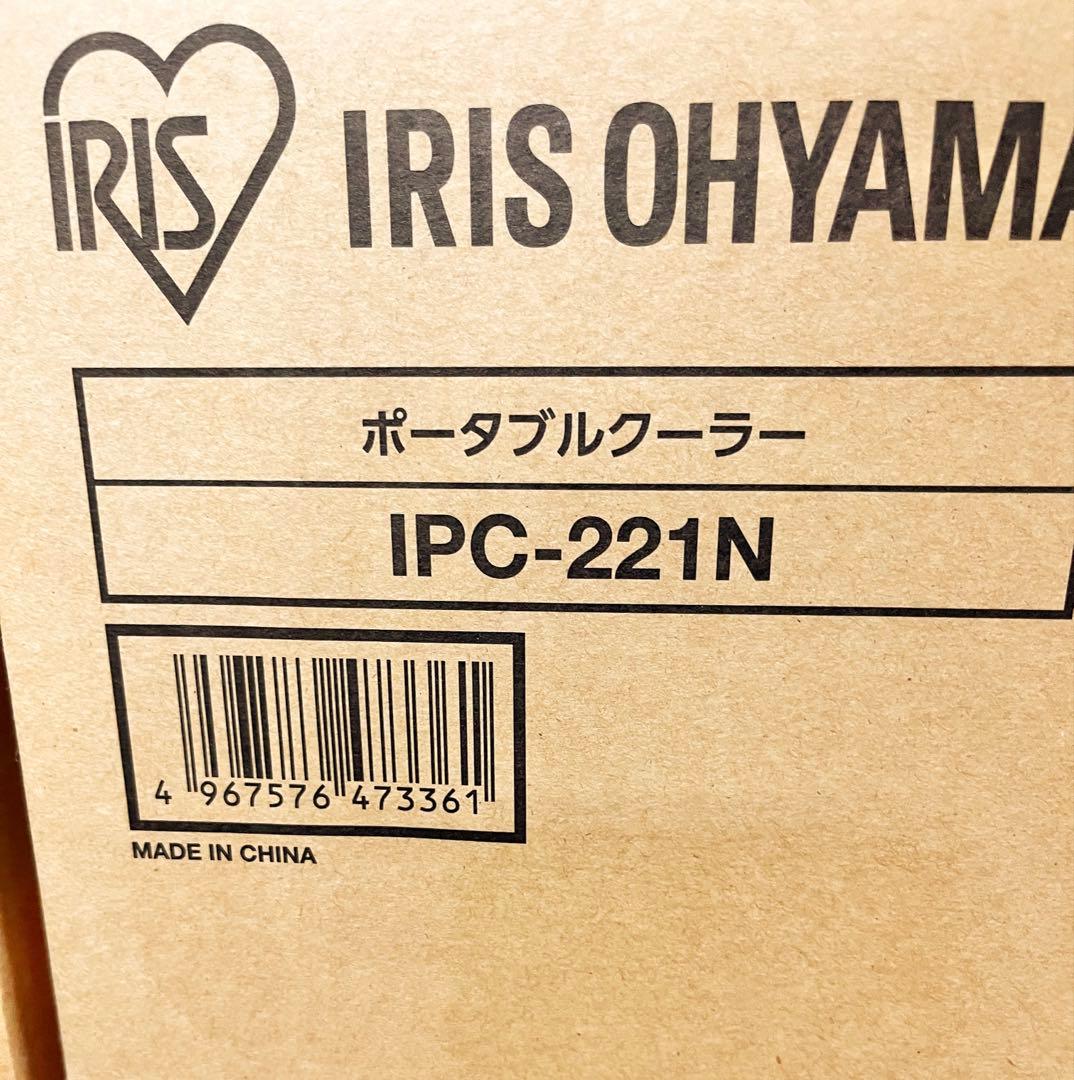 IRIS
IRIS OHYAMA
ポータブルクーラー
IPC-221N
4 967576 473361
MADE IN CHINA